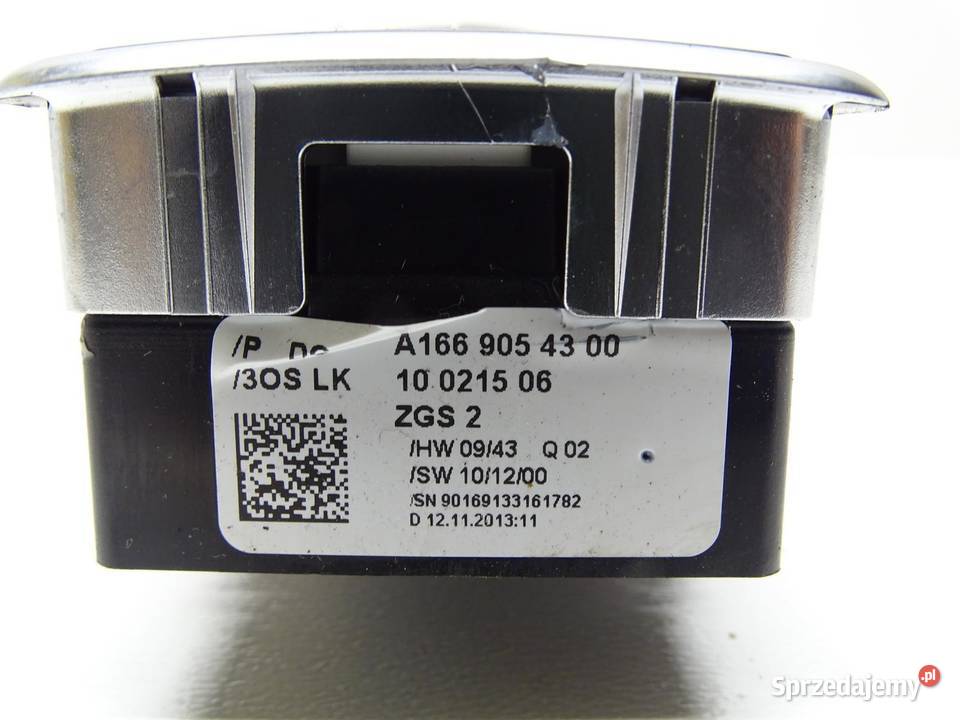 /P A166 905 43 00
/3OS LK 10 0215 06
ZGS 2
/HW 09/43 Q 02
/SW 10/12/00
/SN 90169133161782
D 12.11.2013:11
Sprzedajemy.pl